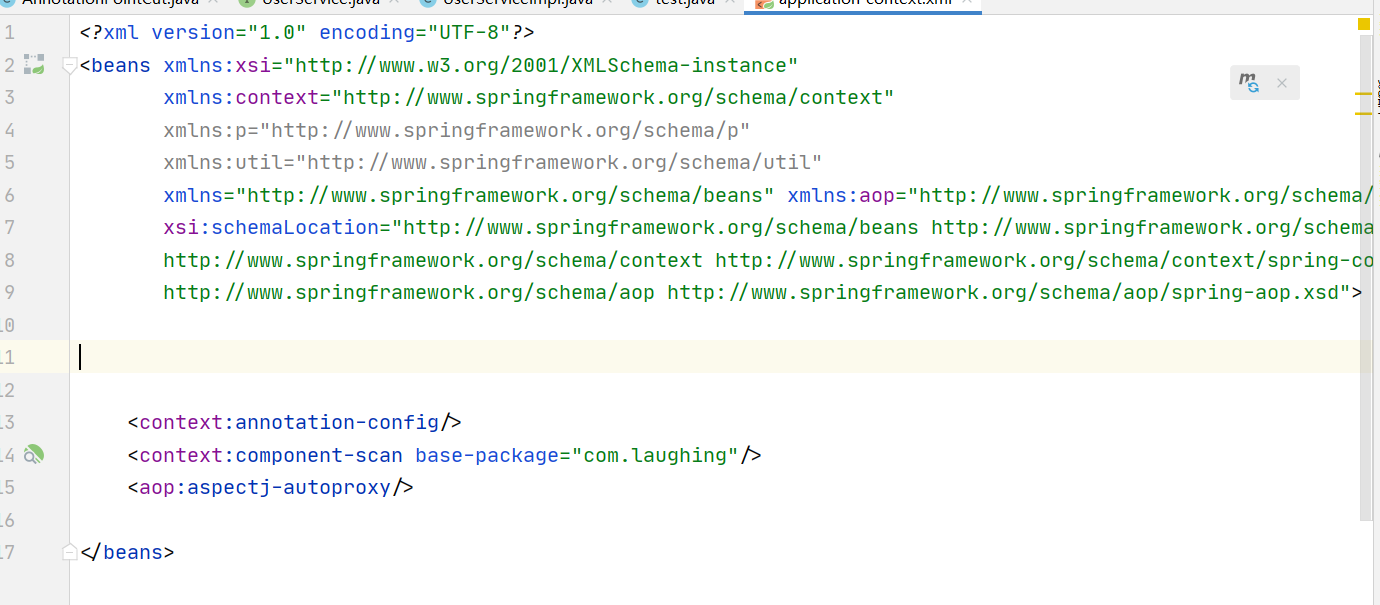 AnnotationPointCut.java UserService.java UserServiceImpl.java test.java application-context.xml
1 <?xml version="1.0" encoding="UTF-8"?>
2 <beans xmlns:xsi="http://www.w3.org/2001/XMLSchema-instance"
3 xmlns:context="http://www.springframework.org/schema/context"
4 xmlns:p="http://www.springframework.org/schema/p"
5 xmlns:util="http://www.springframework.org/schema/util"
6 xmlns="http://www.springframework.org/schema/beans" xmlns:aop="http://www.springframework.org/schema/
7 xsi:schemaLocation="http://www.springframework.org/schema/beans http://www.springframework.org/schema
8 http://www.springframework.org/schema/context http://www.springframework.org/schema/context/spring-co
9 http://www.springframework.org/schema/aop http://www.springframework.org/schema/aop/spring-aop.xsd">
10
11
12
13 <context:annotation-config/>
14 <context:component-scan base-package="com.laughing"/>
15 <aop:aspectj-autoproxy/>
16
17 </beans>